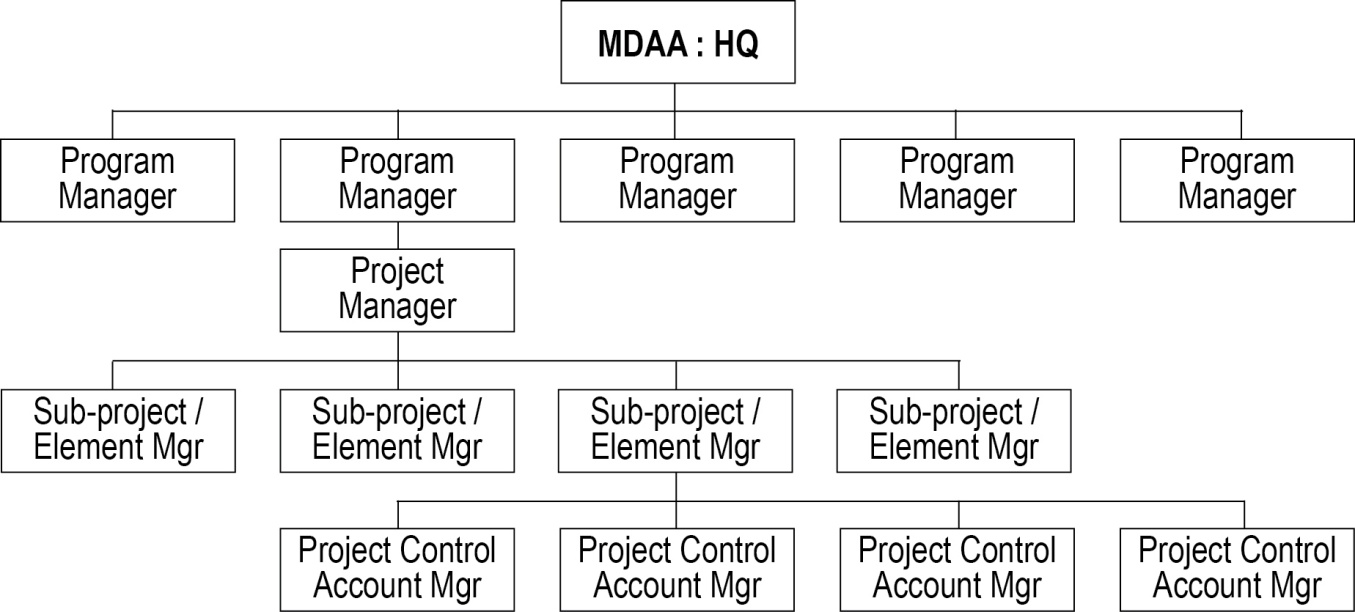 MDAA : HQ
Program
Manager
Program
Manager
Program
Manager
Program
Manager
Program
Manager
Project
Manager
Sub-project /
Element Mgr
Sub-project /
Element Mgr
Sub-project /
Element Mgr
Sub-project /
Element Mgr
Project Control
Account Mgr
Project Control
Account Mgr
Project Control
Account Mgr
Project Control
Account Mgr